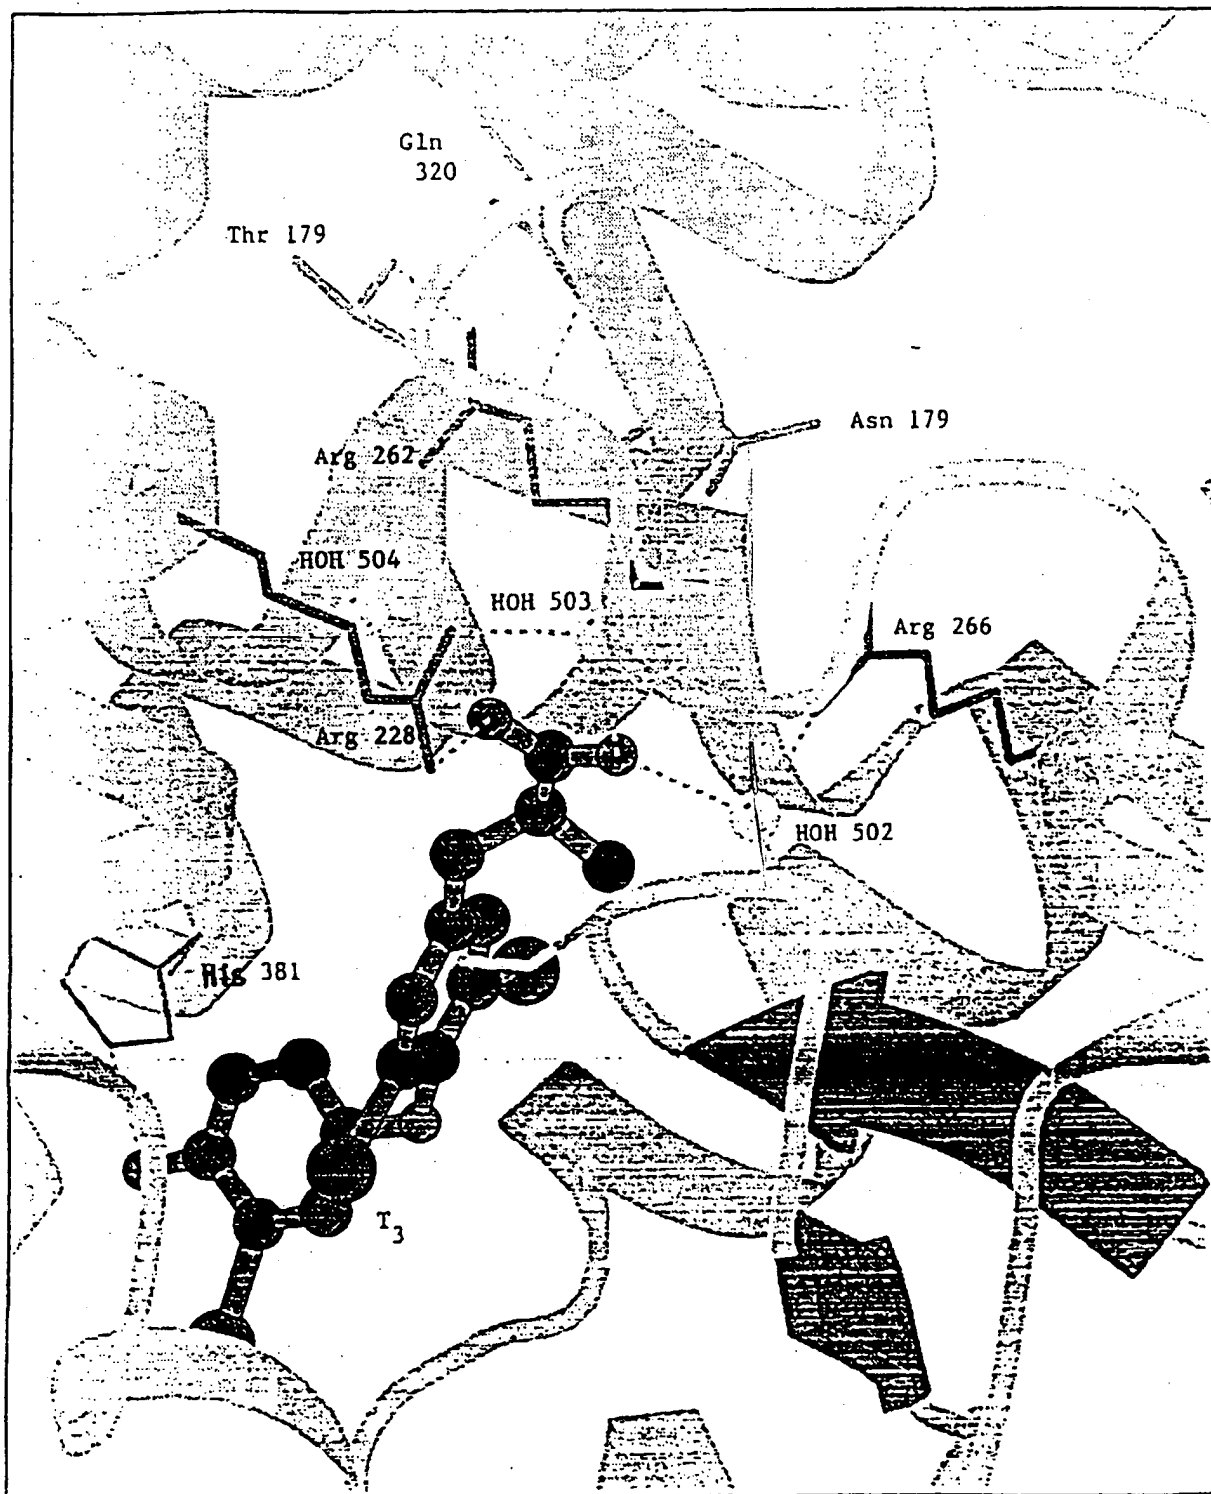 Gln
320
Thr 179
Asn 179
Arg 262
HOH 504
HOH 503
Arg 266
Arg 228
HOH 502
His 381
T3